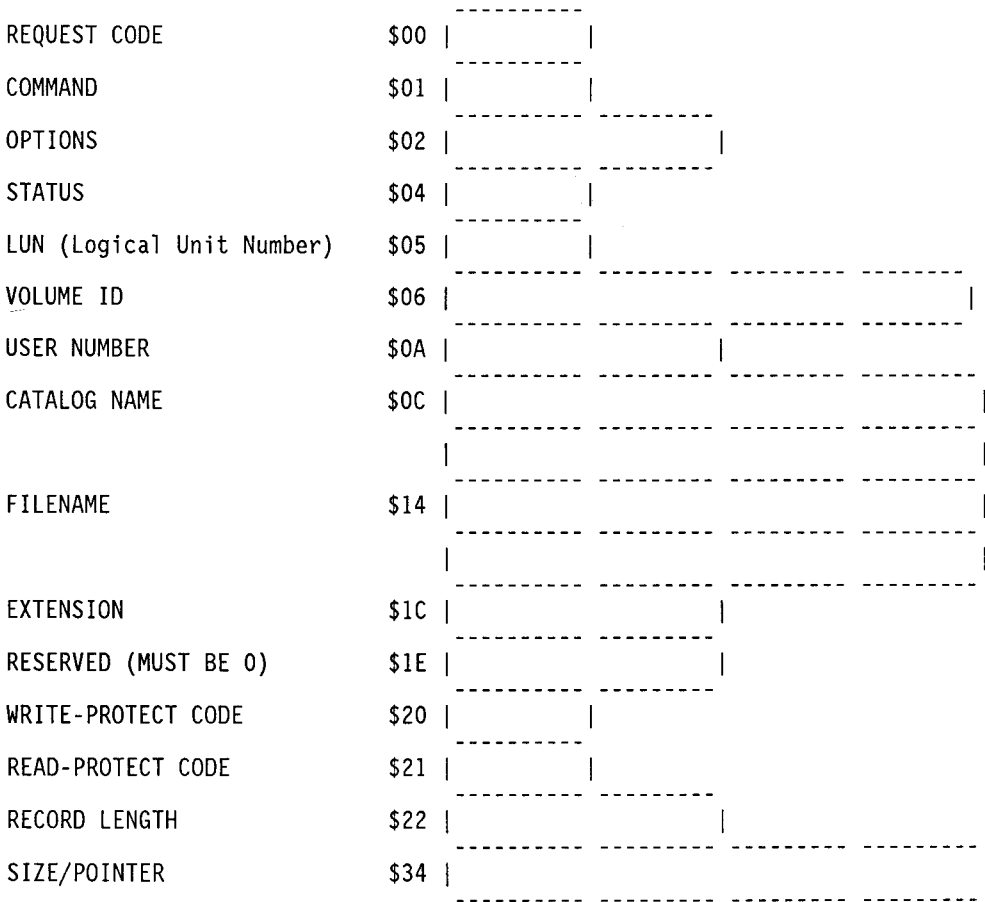 REQUEST CODE $00
COMMAND $01
OPTIONS $02
STATUS $04
LUN (Logical Unit Number) $05
VOLUME ID $06
USER NUMBER $0A
CATALOG NAME $0C
FILENAME $14
EXTENSION $1C
RESERVED (MUST BE 0) $1E
WRITE-PROTECT CODE $20
READ-PROTECT CODE $21
RECORD LENGTH $22
SIZE/POINTER $34